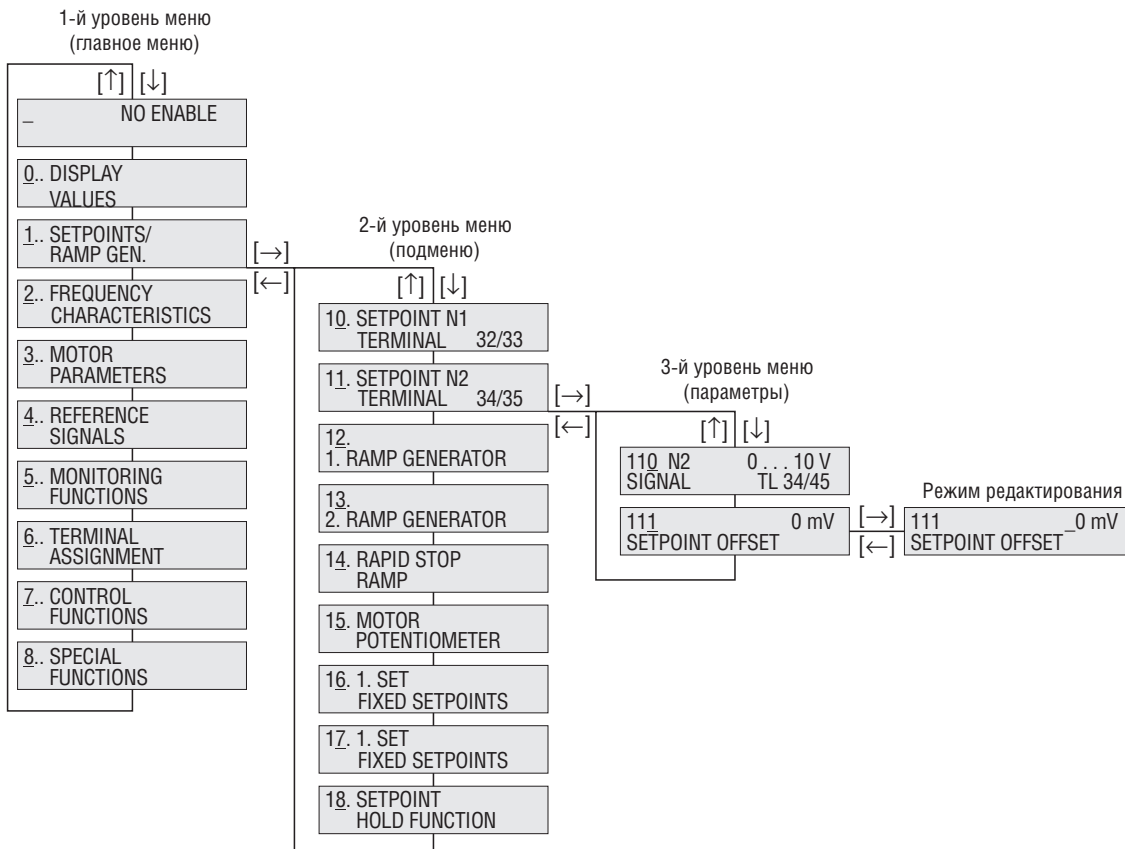 1-й уровень меню
(главное меню)
[↑] [↓]
_ NO ENABLE
0.. DISPLAY
VALUES
1.. SETPOINTS/
RAMP GEN.
2.. FREQUENCY
CHARACTERISTICS
3.. MOTOR
PARAMETERS
4.. REFERENCE
SIGNALS
5.. MONITORING
FUNCTIONS
6.. TERMINAL
ASSIGNMENT
7.. CONTROL
FUNCTIONS
8.. SPECIAL
FUNCTIONS
[→]
[←]
2-й уровень меню
(подменю)
[↑] [↓]
10. SETPOINT N1
TERMINAL 32/33
11. SETPOINT N2
TERMINAL 34/35
12.
1. RAMP GENERATOR
13.
2. RAMP GENERATOR
14. RAPID STOP
RAMP
15. MOTOR
POTENTIOMETER
16. 1. SET
FIXED SETPOINTS
17. 1. SET
FIXED SETPOINTS
18. SETPOINT
HOLD FUNCTION
[→]
[←]
3-й уровень меню
(параметры)
[↑] [↓]
110 N2 0 . . . 10 V
SIGNAL TL 34/45
111 0 mV
SETPOINT OFFSET
[→]
[←]
Режим редактирования
111 _0 mV
SETPOINT OFFSET